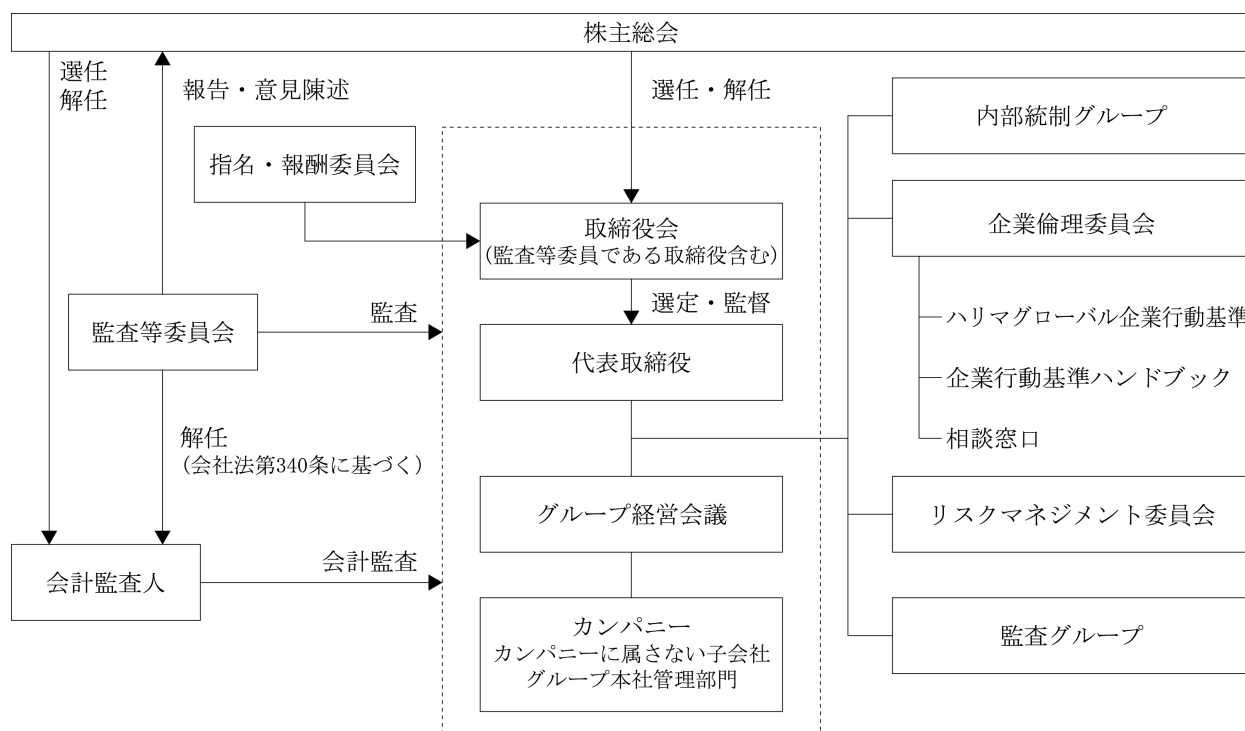 株主総会
選任
解任
報告・意見陳述
選任・解任
内部統制グループ
指名・報酬委員会
取締役会
(監査等委員である取締役含む)
企業倫理委員会
監査等委員会
監査
選定・監督
代表取締役
ハリマグローバル企業行動基準
企業行動基準ハンドブック
相談窓口
解任
(会社法第340条に基づく)
グループ経営会議
リスクマネジメント委員会
会計監査人
会計監査
カンパニー
カンパニーに属さない子会社
グループ本社管理部門
監査グループ